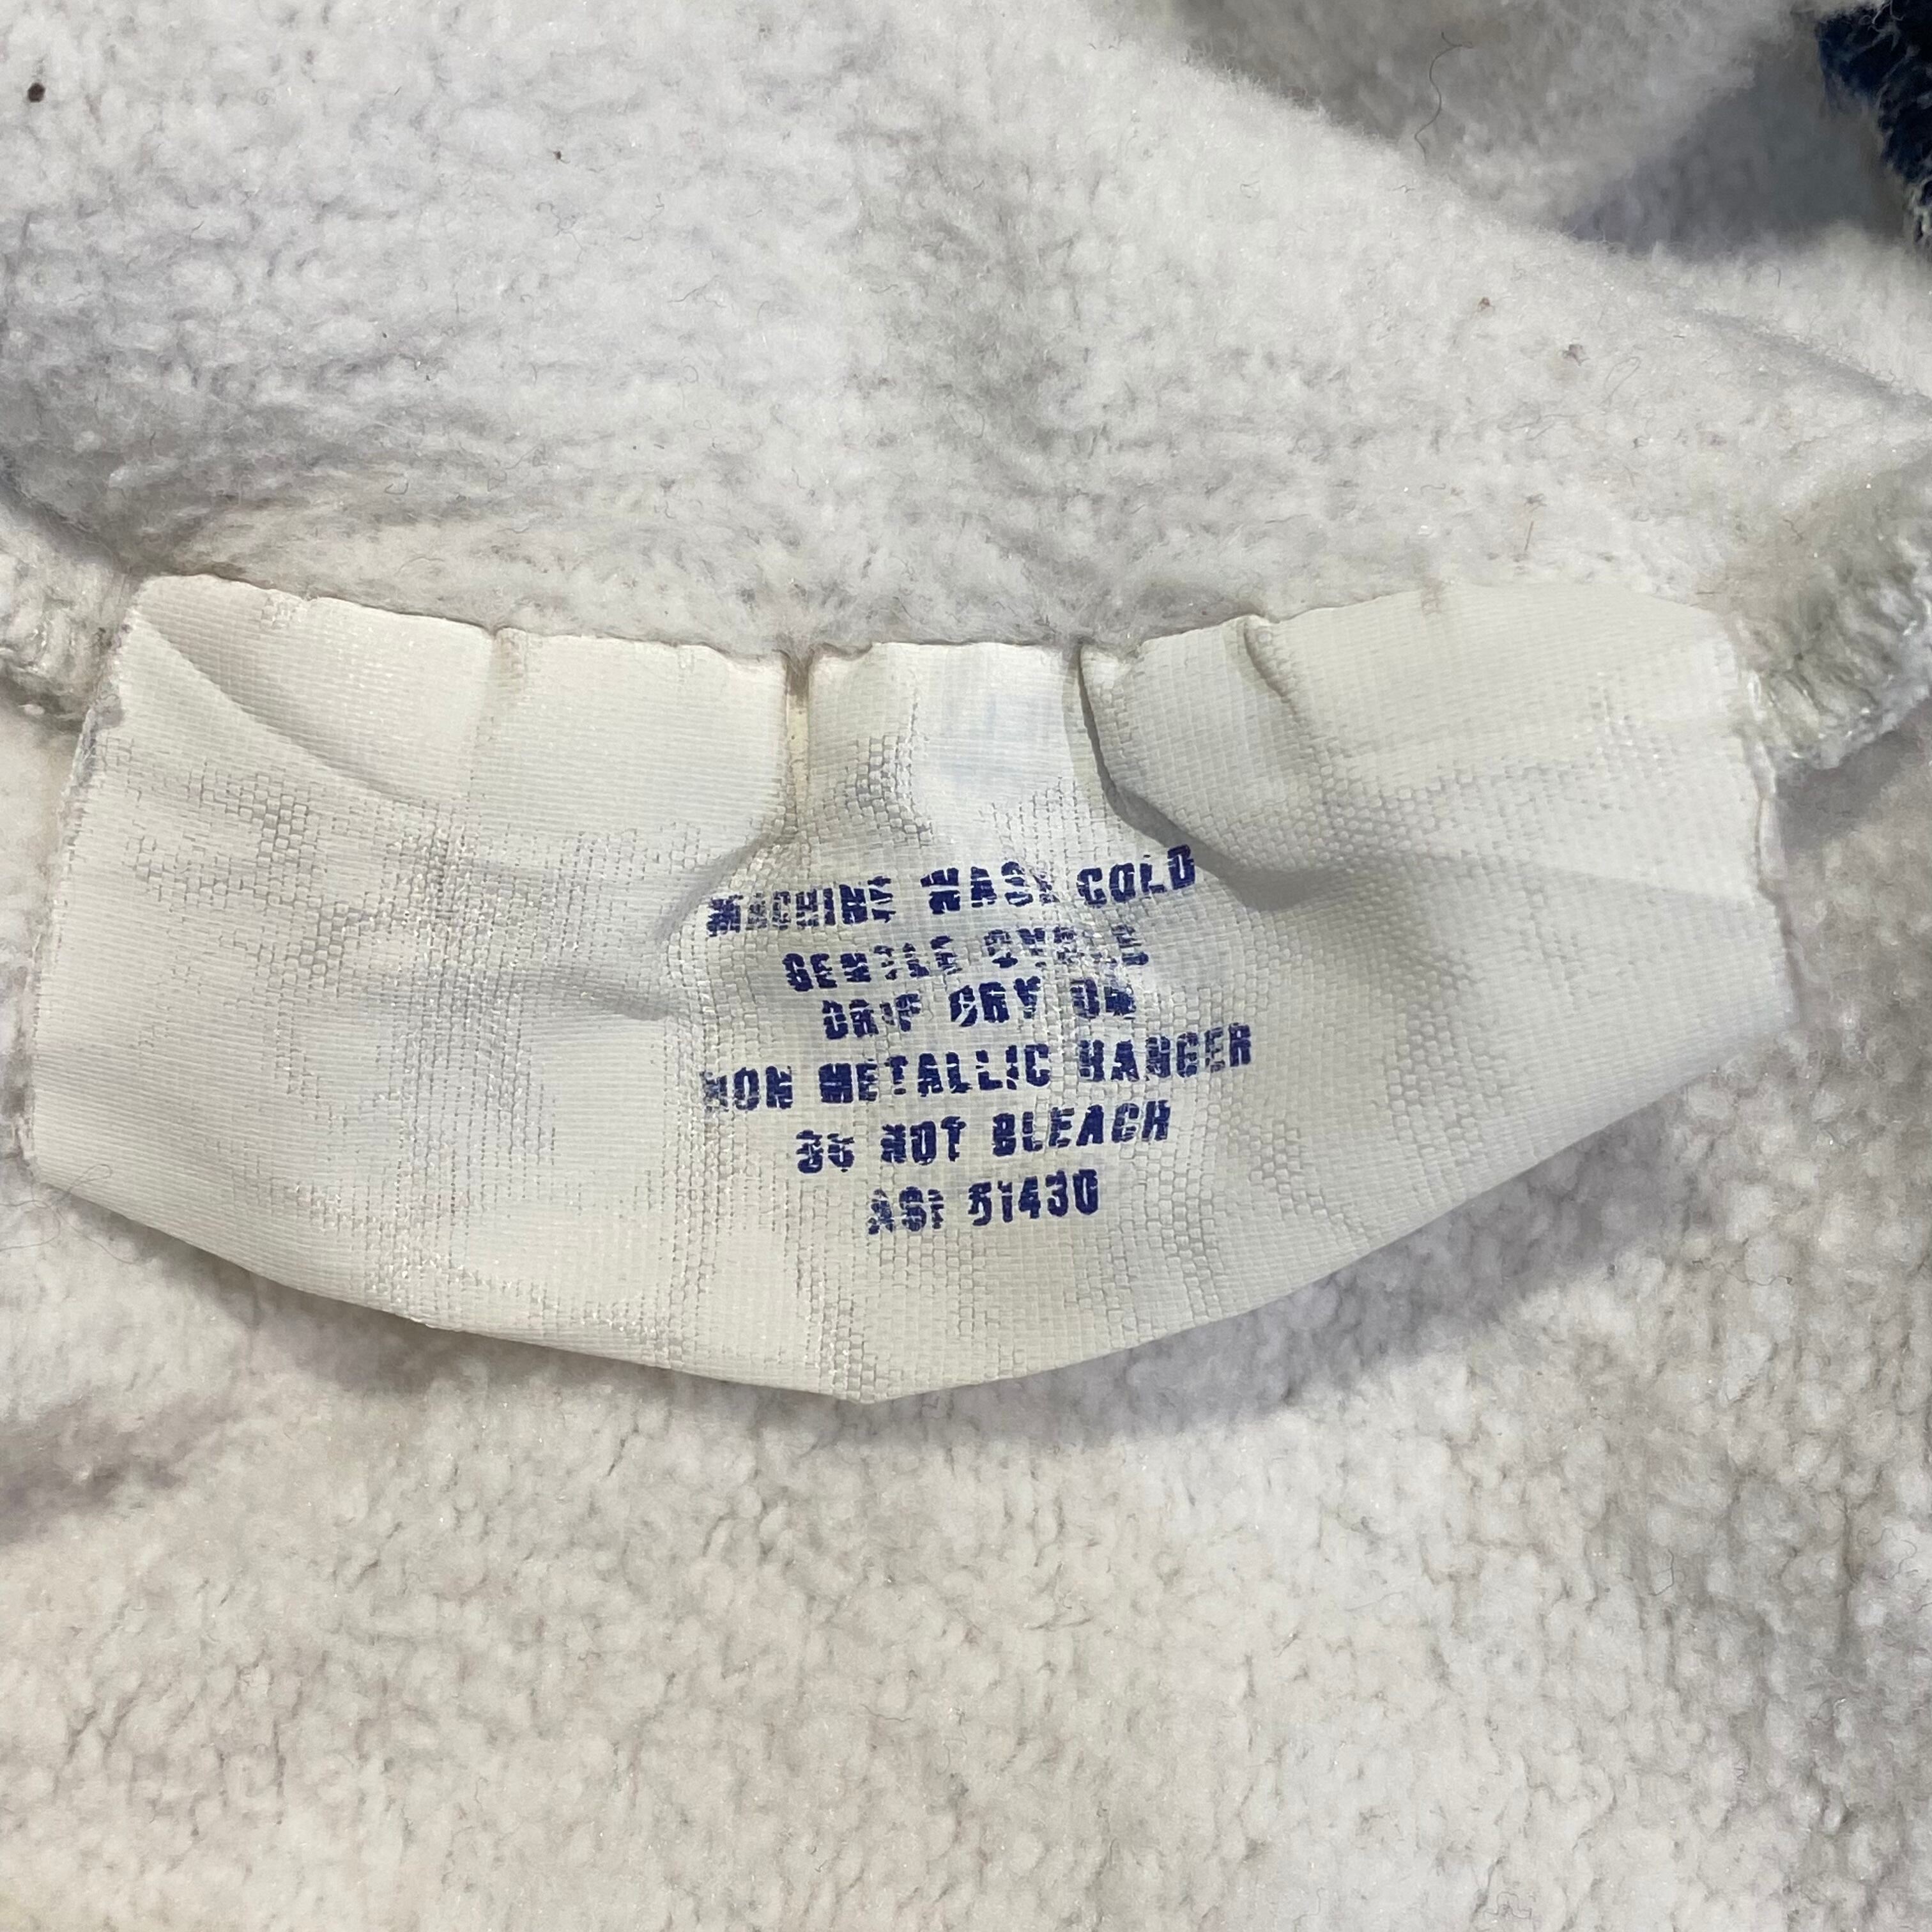 MACHINE WASH COLD
GENTLE CYCLE
DRIP DRY ON
NON METALLIC HANGER
DO NOT BLEACH
ASI 51430